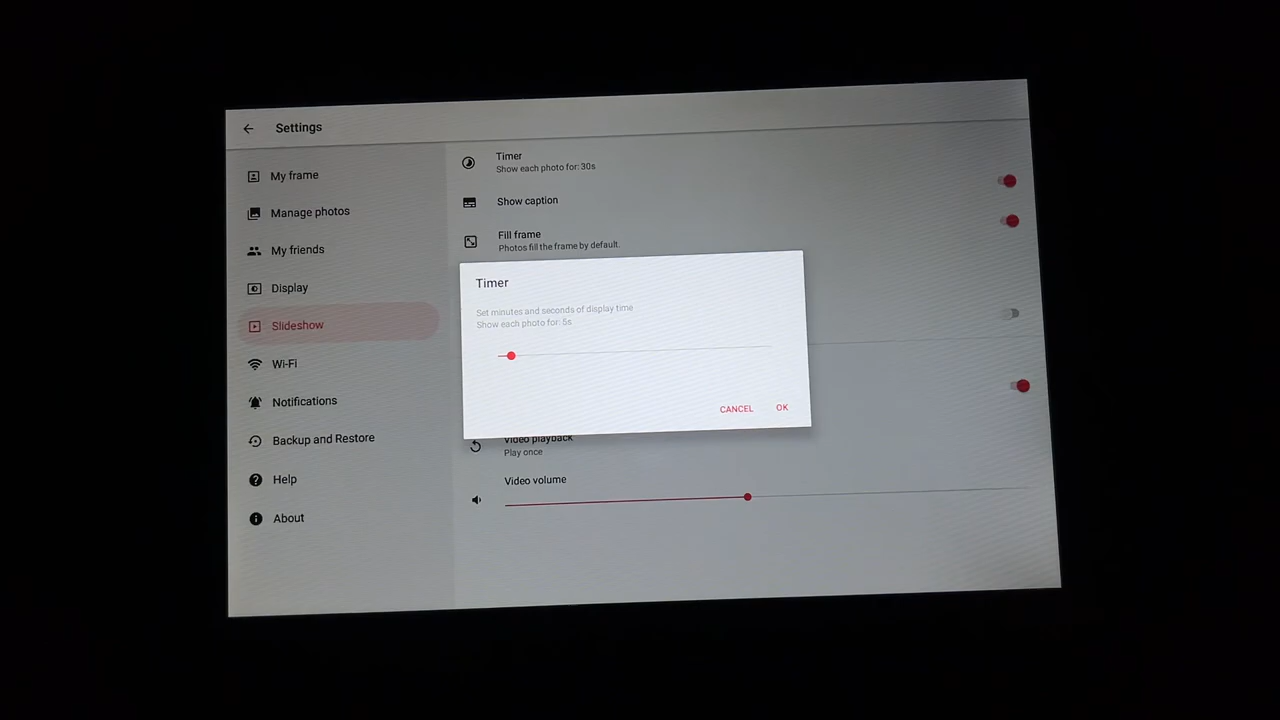 Settings
My frame
Manage photos
My friends
Display
Slideshow
Wi-Fi
Notifications
Backup and Restore
Help
About
Timer
Show each photo for: 30s
Show caption
Fill frame
Photos fill the frame by default.
Timer
Set minutes and seconds of display time
Show each photo for: 5s
CANCEL OK
Video playback
Play once
Video volume